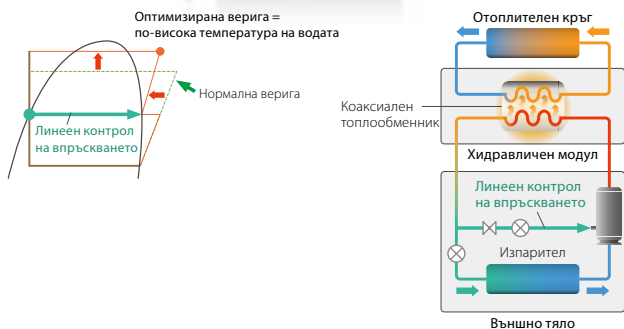 Оптимизирана верига =
по-висока температура на водата
Нормална верига
Линеен контрол
на впръскването
Отоплителен кръг
Коаксиален
топлообменник
Хидравличен модул
Линеен контрол
на впръскването
Изпарител
Външно тяло